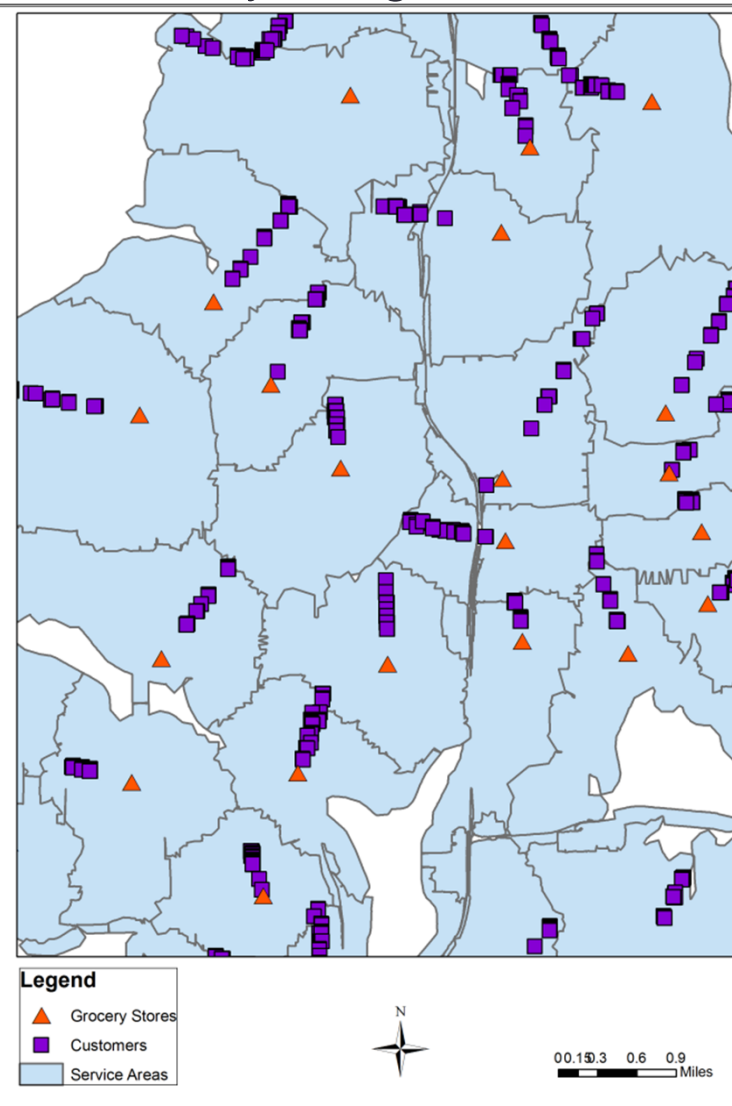 N
Legend
Grocery Stores
Customers
Service Areas
0 0.15 0.3 0.6 0.9
Miles